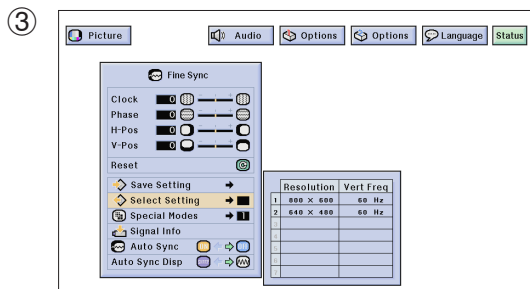 3
Picture Audio Options Options Language Status
Fine Sync
Clock 0
Phase 0
H-Pos 0
V-Pos 0
Reset
Save Setting
Select Setting
Special Modes 1
Signal Info
Auto Sync
Auto Sync Disp
Resolution Vert Freq
1 800 × 600 60 Hz
2 640 × 480 60 Hz
3
4
5
6
7